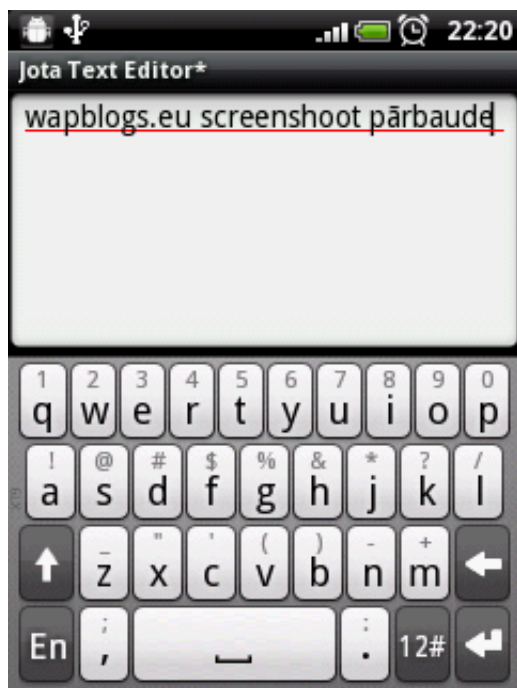 22:20
Jota Text Editor*
wapblogs.eu screenshoot pārbaude
1 2 3 4 5 6 7 8 9 0
q w e r t y u i o p
! @ # $ % & * ? /
a s d f g h j k l
_ " ' ( ) - +
z x c v b n m
; :
En , . 12#